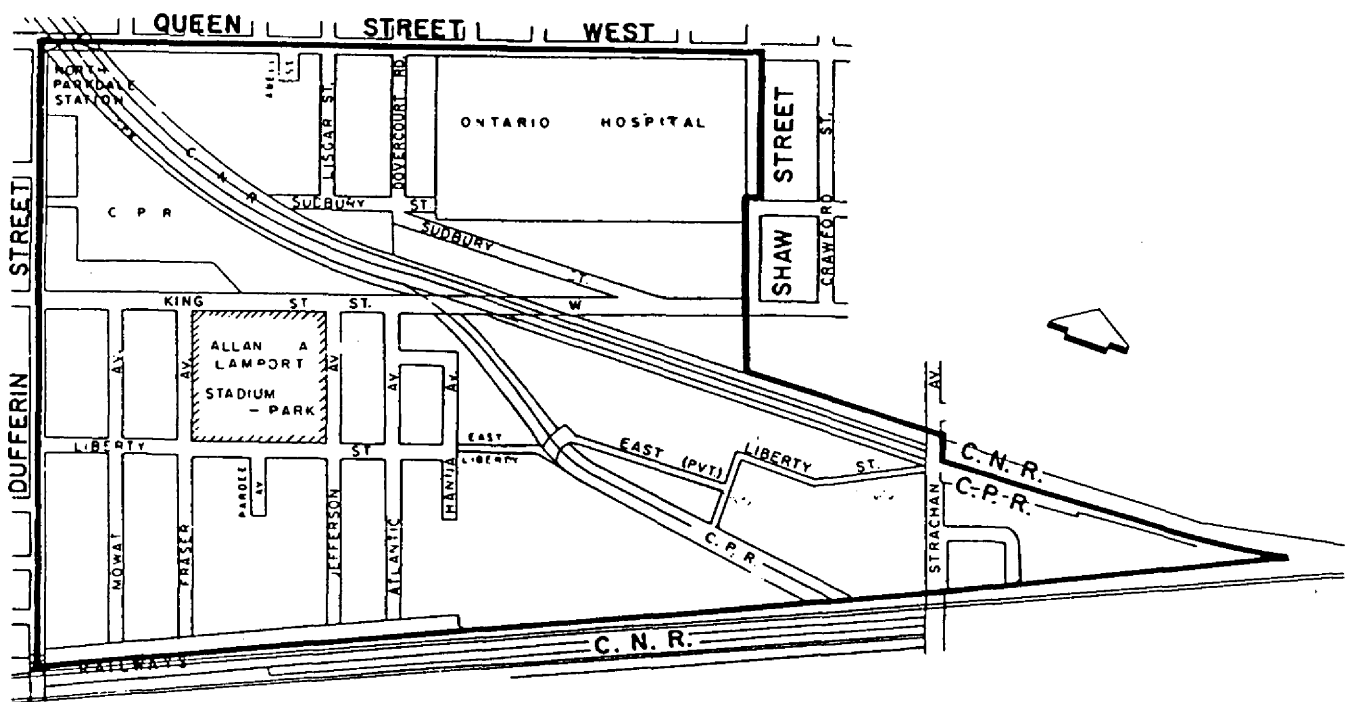 QUEEN STREET WEST
NORTH
PARKDALE
STATION
LISGAR ST.
DOVERCOURT RD.
ONTARIO HOSPITAL
SHAW STREET
CRAWFORD ST.
C N R
C P R
SUDBURY ST
SUDBURY ST.
DUFFERIN STREET
KING ST ST. W
ALLAN A
LAMPORT
STADIUM
- PARK
AV
AV.
AV
AV
AV.
AV
LIBERTY ST
EAST
LIBERTY
EAST (PVT) LIBERTY ST.
PARDEE
AV
MOWAT
FRASER
JEFFERSON
ATLANTIC
C. P. R.
STRACHAN
C. N. R.
C. P. R.
C. N. R.
RAILWAYS